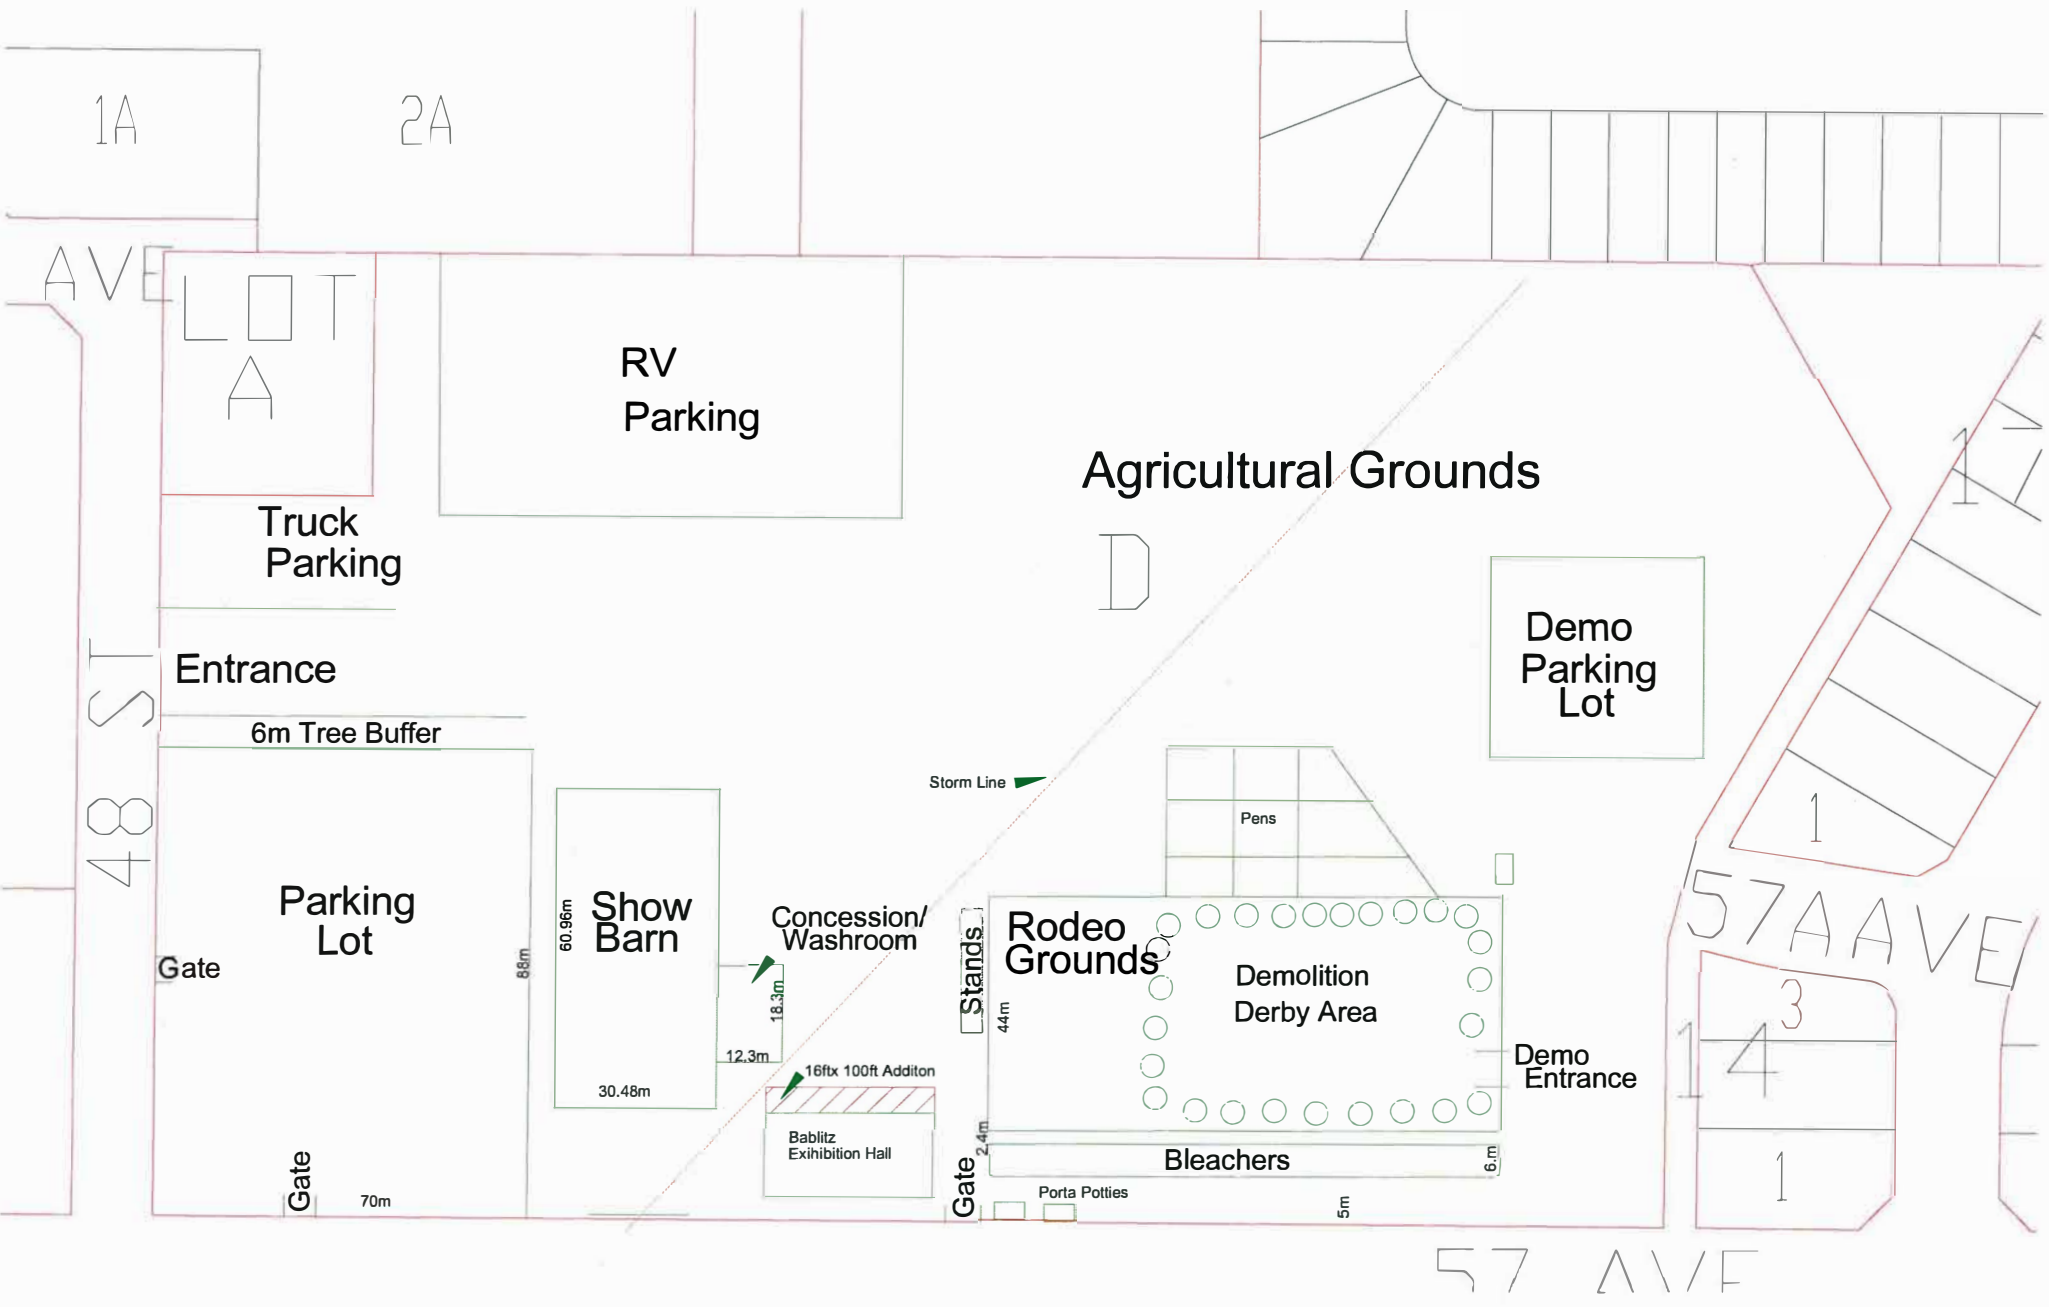 1A
2A
AVE
LOT
A
RV
Parking
Agricultural Grounds
17
Truck
Parking
D
Demo
Parking
Lot
Entrance
6m Tree Buffer
48 ST
Storm Line
Pens
1
Parking
Lot
88m
60.96m
Show
Barn
Concession/
Washroom
Stands
Rodeo
Grounds
57A AVE
Gate
18.3m
44m
Demolition
Derby Area
3
14
12.3m
Demo
Entrance
16ftx 100ft Additon
30.48m
Bablitz
Exihibition Hall
2.4m
Bleachers
6.m
1
Gate
70m
Gate
Porta Potties
5m
57 AVE